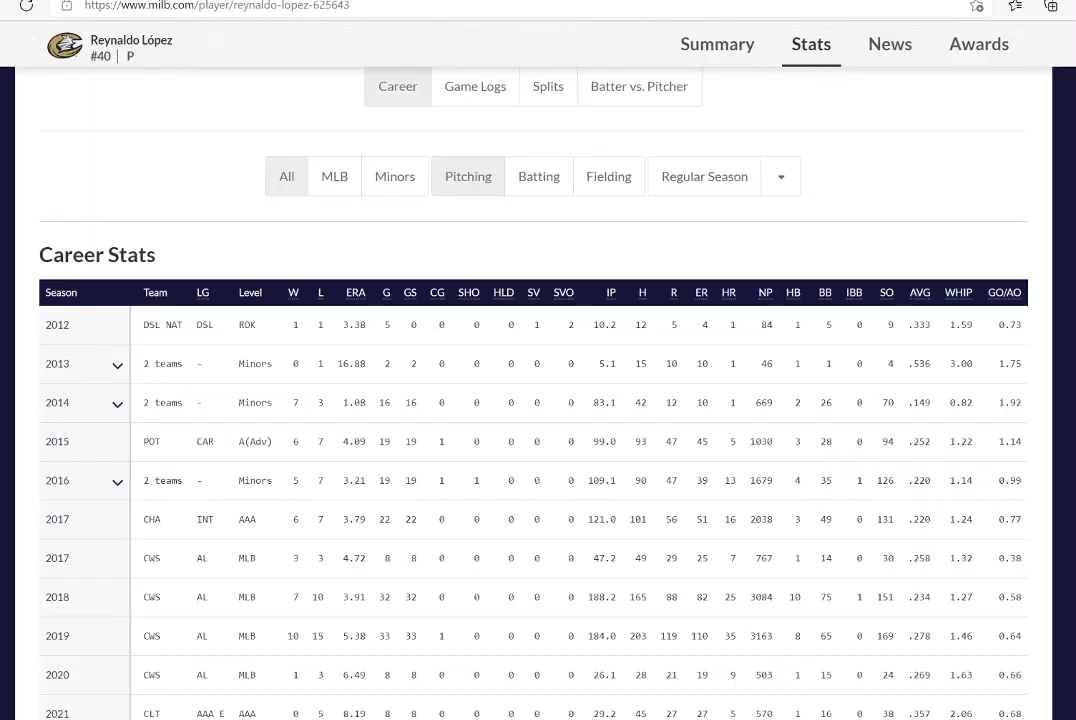 https://www.milb.com/player/reynaldo-lopez-625643
Reynaldo López
#40 | P
Summary Stats News Awards
Career Game Logs Splits Batter vs. Pitcher
All MLB Minors Pitching Batting Fielding Regular Season
Career Stats
Season Team LG Level W L ERA G GS CG SHO HLD SV SVO IP H R ER HR NP HB BB IBB SO AVG WHIP GO/AO
2012 DSL NAT DSL ROK 1 1 3.38 5 0 0 0 0 1 2 10.2 12 5 4 1 84 1 5 0 9 .333 1.59 0.73
2013 2 teams - Minors 0 1 16.88 2 2 0 0 0 0 0 5.1 15 10 10 1 46 1 1 0 4 .536 3.00 1.75
2014 2 teams - Minors 7 3 1.08 16 16 0 0 0 0 0 83.1 42 12 10 1 669 2 26 0 70 .149 0.82 1.92
2015 POT CAR A(Adv) 6 7 4.09 19 19 1 0 0 0 0 99.0 93 47 45 5 1030 3 28 0 94 .252 1.22 1.14
2016 2 teams - Minors 5 7 3.21 19 19 1 1 0 0 0 109.1 90 47 39 13 1679 4 35 1 126 .220 1.14 0.99
2017 CHA INT AAA 6 7 3.79 22 22 0 0 0 0 0 121.0 101 56 51 16 2038 3 49 0 131 .220 1.24 0.77
2017 CWS AL MLB 3 3 4.72 8 8 0 0 0 0 0 47.2 49 29 25 7 767 1 14 0 30 .258 1.32 0.38
2018 CWS AL MLB 7 10 3.91 32 32 0 0 0 0 0 188.2 165 88 82 25 3084 10 75 1 151 .234 1.27 0.58
2019 CWS AL MLB 10 15 5.38 33 33 1 0 0 0 0 184.0 203 119 110 35 3163 8 65 0 169 .278 1.46 0.64
2020 CWS AL MLB 1 3 6.49 8 8 0 0 0 0 0 26.1 28 21 19 9 503 1 15 0 24 .269 1.63 0.66
2021 CLT AAA E AAA 0 5 8.19 9 9 0 0 0 0 0 29.2 45 27 27 5 570 1 16 0 38 .357 2.06 0.68